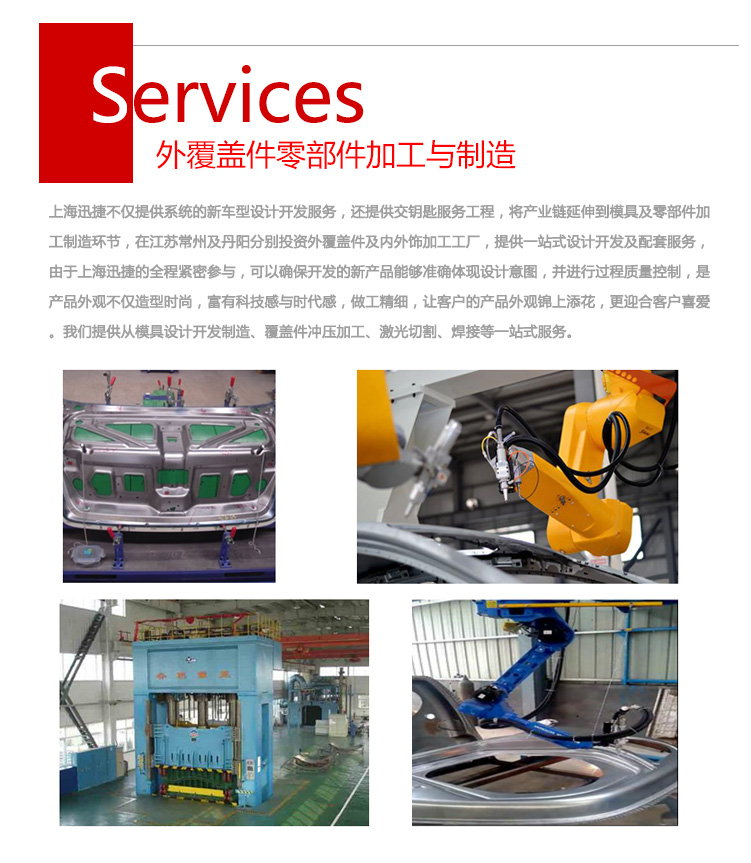 Services
外覆盖件零部件加工与制造
上海迅捷不仅提供系统的新车型设计开发服务，还提供交钥匙服务工程，将产业链延伸到模具及零部件加
工制造环节，在江苏常州及丹阳分别投资外覆盖件及内外饰加工工厂，提供一站式设计开发及配套服务，
由于上海迅捷的全程紧密参与，可以确保开发的新产品能够准确体现设计意图，并进行过程质量控制，是
产品外观不仅造型时尚，富有科技感与时代感，做工精细，让客户的产品外观锦上添花，更迎合客户喜爱
。我们提供从模具设计开发制造、覆盖件冲压加工、激光切割、焊接等一站式服务。